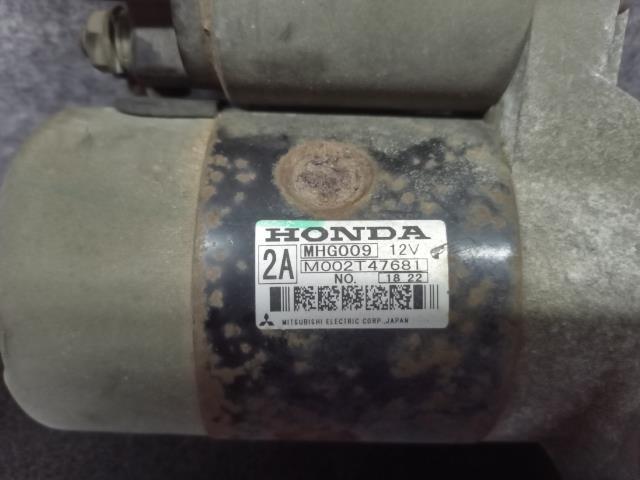 HONDA
2A MHG009 12V
M002T47681
NO. 18 22
MITSUBISHI ELECTRIC CORP., JAPAN